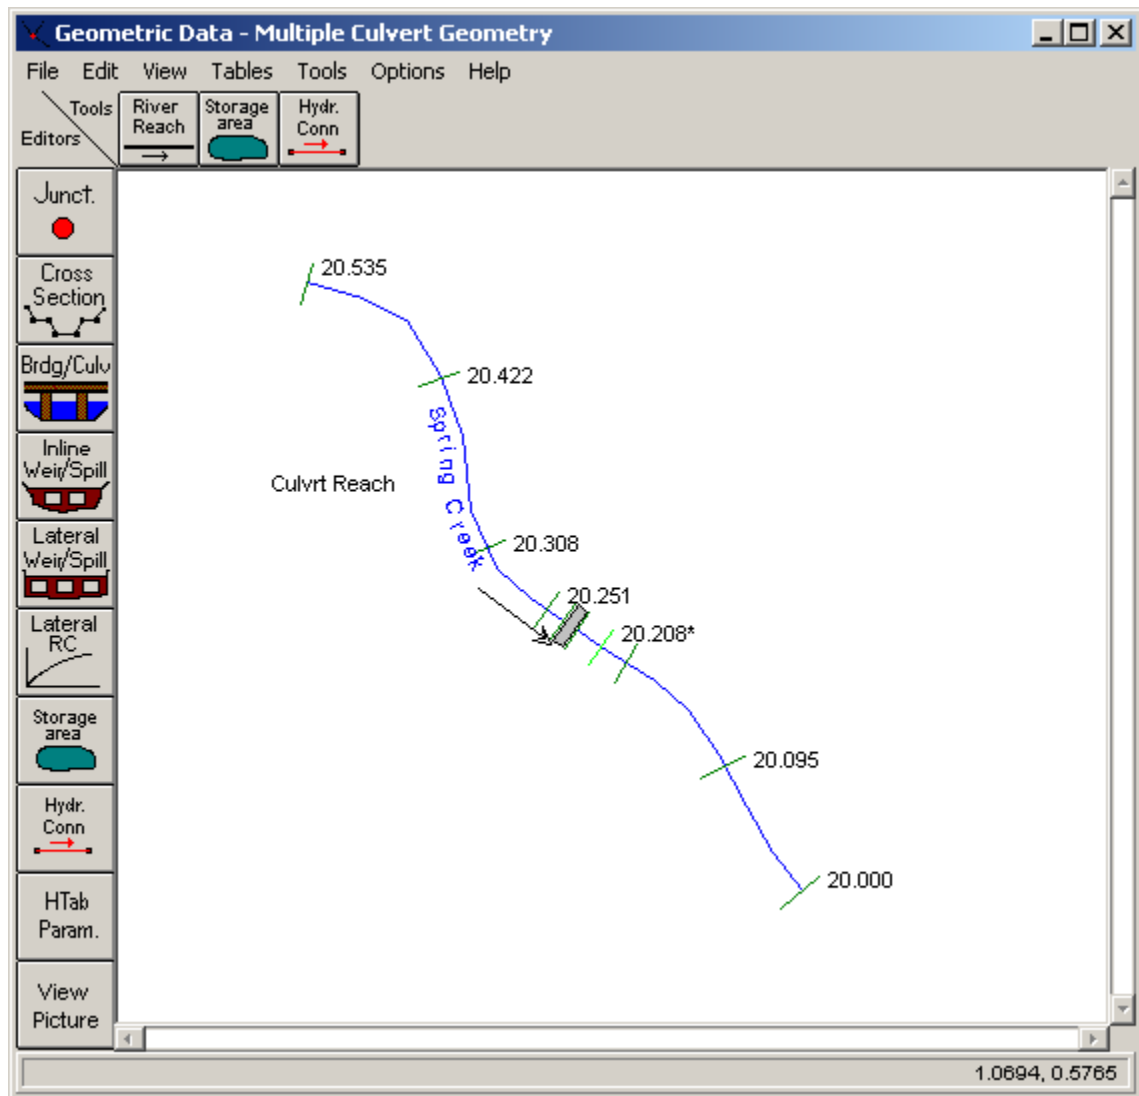 Geometric Data - Multiple Culvert Geometry
File Edit View Tables Tools Options Help
Tools
Editors
River
Reach
Storage
area
Hydr.
Conn
Junct.
Cross
Section
Brdg/Culv
Inline
Weir/Spill
Lateral
Weir/Spill
Lateral
RC
Storage
area
Hydr.
Conn
HTab
Param.
View
Picture
20.535
20.422
Spring Creek
Culvrt Reach
20.308
20.251
20.208*
20.095
20.000
1.0694, 0.5765